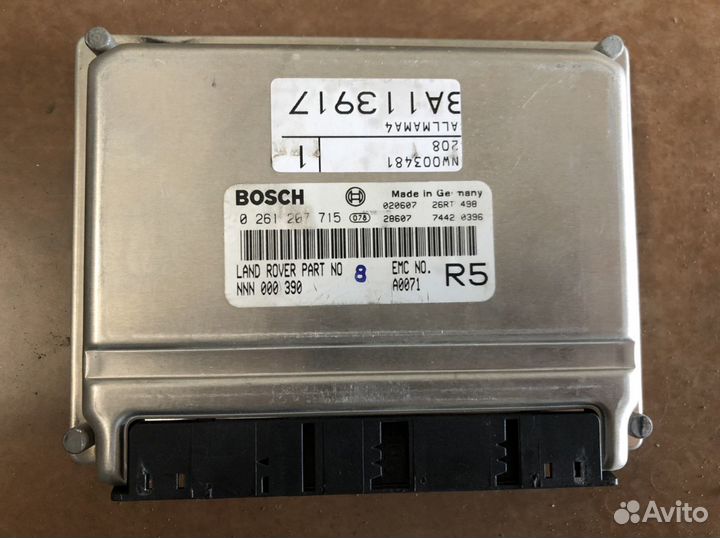 3A113917
ALLMAMA4
208
1
NW003481
BOSCH
Made in Germany
0 261 207 715
078
020607 26RT 498
28607 7442 0396
LAND ROVER PART NO 8
NNN 000 390
EMC NO.
A0071
R5
Avito